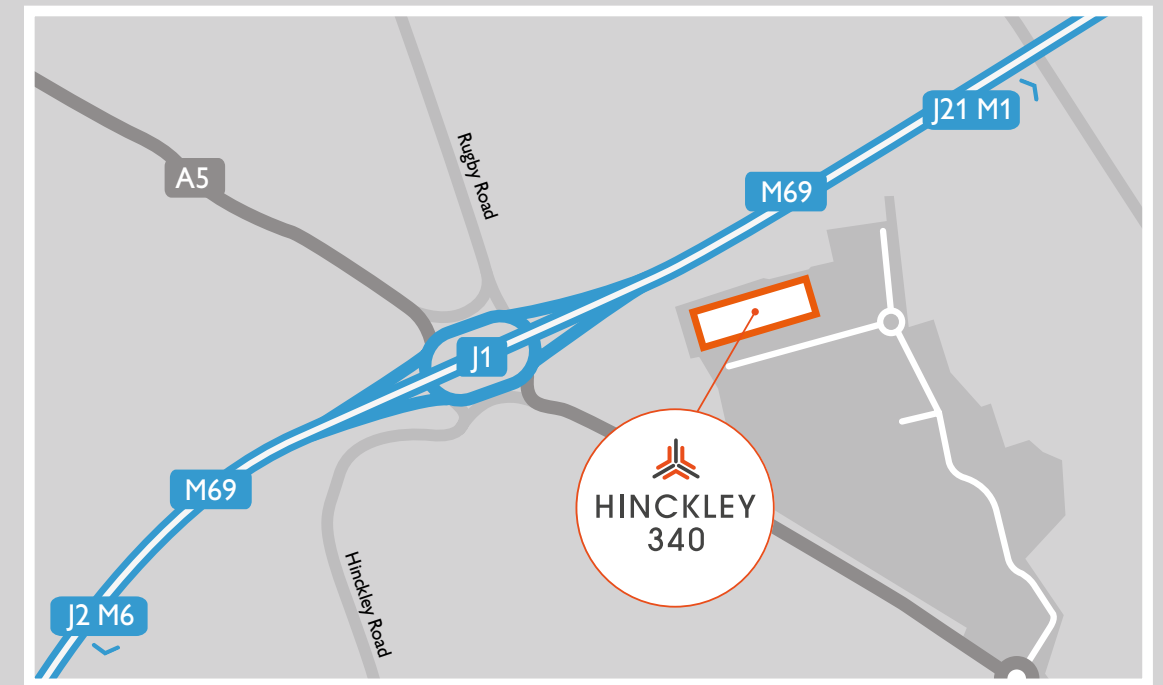 J21 M1
Rugby Road
A5
M69
J1
M69
HINCKLEY
340
Hinckley Road
J2 M6